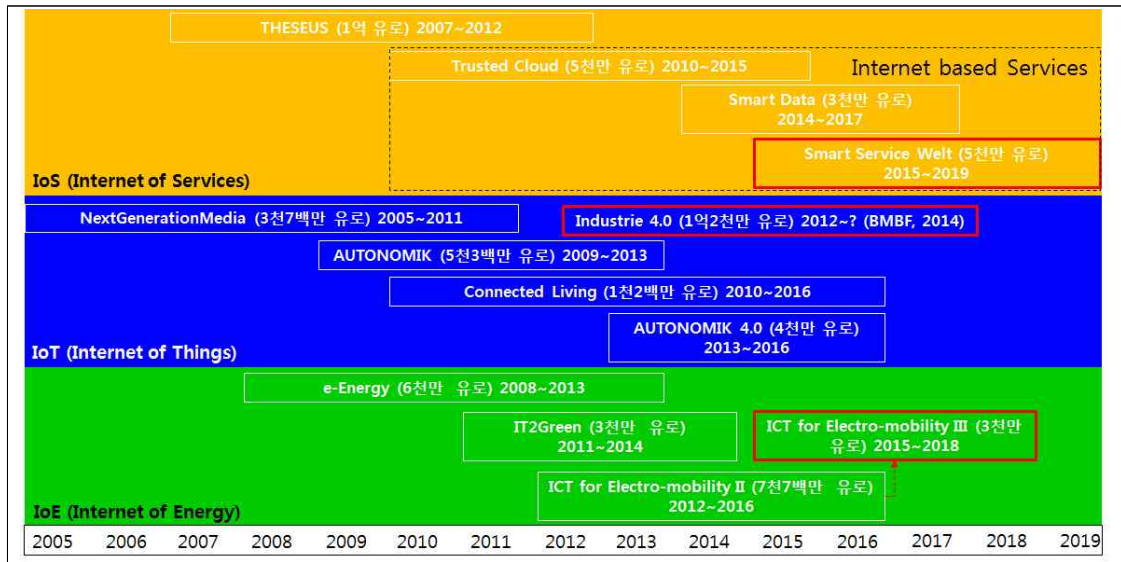 THESEUS (1억 유로) 2007~2012
Trusted Cloud (5천만 유로) 2010~2015
Internet based Services
Smart Data (3천만 유로)
2014~2017
Smart Service Welt (5천만 유로)
2015~2019
IoS (Internet of Services)
NextGenerationMedia (3천7백만 유로) 2005~2011
Industrie 4.0 (1억2천만 유로) 2012~? (BMBF, 2014)
AUTONOMIK (5천3백만 유로) 2009~2013
Connected Living (1천2백만 유로) 2010~2016
AUTONOMIK 4.0 (4천만 유로)
2013~2016
IoT (Internet of Things)
e-Energy (6천만 유로) 2008~2013
IT2Green (3천만 유로)
2011~2014
ICT for Electro-mobility Ⅲ (3천만
유로) 2015~2018
ICT for Electro-mobility Ⅱ (7천7백만 유로)
2012~2016
IoE (Internet of Energy)
2005 2006 2007 2008 2009 2010 2011 2012 2013 2014 2015 2016 2017 2018 2019